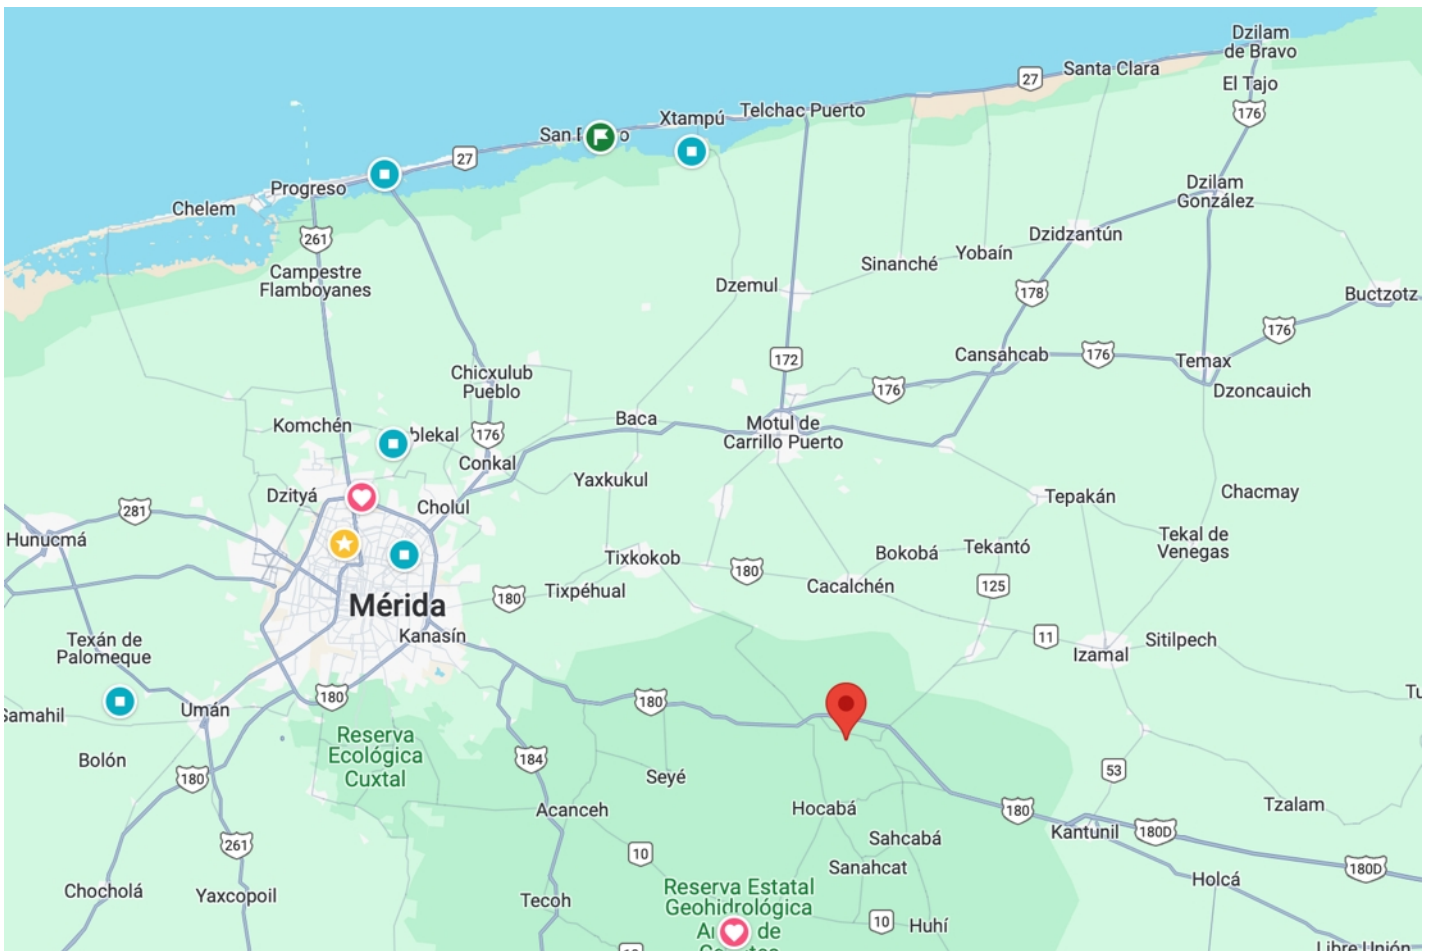 Dzilam
de Bravo
Santa Clara
27
El Tajo
176
Xtampú
Telchac Puerto
27
Progreso
Chelem
Dzilam
González
261
Dzidzantún
Yobaín
Sinanché
Campestre
Flamboyanes
Dzemul
178
Buctzotz
176
172
Cansahcab
176
Temax
Chicxulub
Pueblo
176
Dzoncauich
Baca
Motul de
Carrillo Puerto
Komchén
176
Conkal
Yaxkukul
Dzityá
Cholul
Tepakán
Chacmay
281
Hunucmá
Tekal de
Venegas
Tixkokob
Bokobá
Tekantó
180
Cacalchén
125
180
Tixpéhual
Mérida
Kanasín
11
Sitilpech
Izamal
Texán de
Palomeque
180
180
Samahil
Umán
Reserva
Ecológica
Cuxtal
Bolón
184
180
Seyé
53
Acanceh
Hocabá
180
Tzalam
Kantunil
180D
Sahcabá
261
10
Sanahcat
180D
Holcá
Chocholá
Yaxcopoil
Tecoh
Reserva Estatal
Geohidrológica
de
10
Huhí
Libre Unión